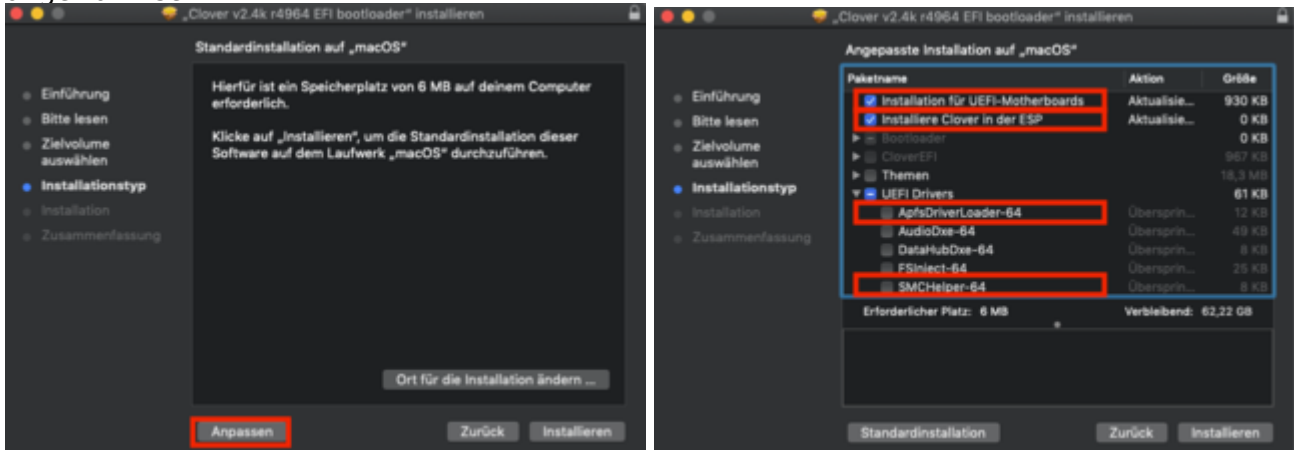 „Clover v2.4k r4964 EFI bootloader“ installieren
Standardinstallation auf „macOS“
Einführung
Bitte lesen
Zielvolume
auswählen
Installationstyp
Installation
Zusammenfassung
Hierfür ist ein Speicherplatz von 6 MB auf deinem Computer
erforderlich.
Klicke auf „Installieren“, um die Standardinstallation dieser
Software auf dem Laufwerk „macOS“ durchzuführen.
Ort für die Installation ändern ...
Anpassen Zurück Installieren
„Clover v2.4k r4964 EFI bootloader“ installieren
Angepasste Installation auf „macOS“
Einführung
Bitte lesen
Zielvolume
auswählen
Installationstyp
Installation
Zusammenfassung
Paketname Aktion Größe
Installation für UEFI-Motherboards Aktualisie... 930 KB
Installiere Clover in der ESP Aktualisie... 0 KB
Bootloader 0 KB
CloverEFI 967 KB
Themen 18,3 MB
UEFI Drivers 61 KB
ApfsDriverLoader-64 Übersprin... 12 KB
AudioDxe-64 Übersprin... 49 KB
DataHubDxe-64 Übersprin... 8 KB
FSInject-64 Übersprin... 25 KB
SMCHelper-64 Übersprin... 8 KB
Erforderlicher Platz: 6 MB Verbleibend: 62,22 GB
Standardinstallation Zurück Installieren